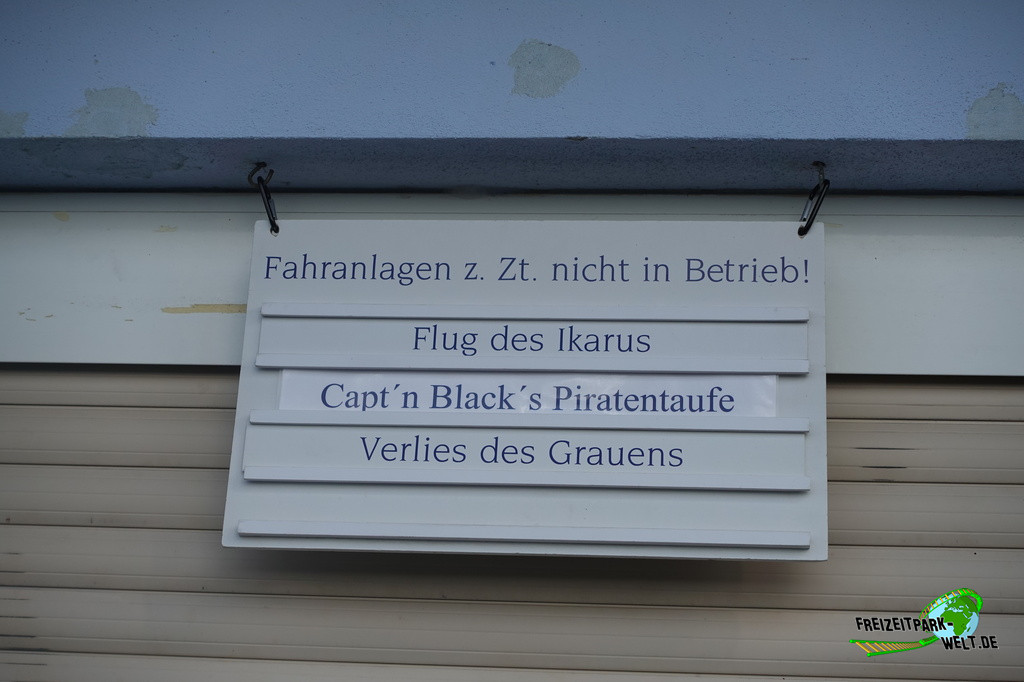 Fahranlagen z. Zt. nicht in Betrieb!
Flug des Ikarus
Capt´n Black´s Piratentaufe
Verlies des Grauens
FREIZEITPARK-
WELT.DE